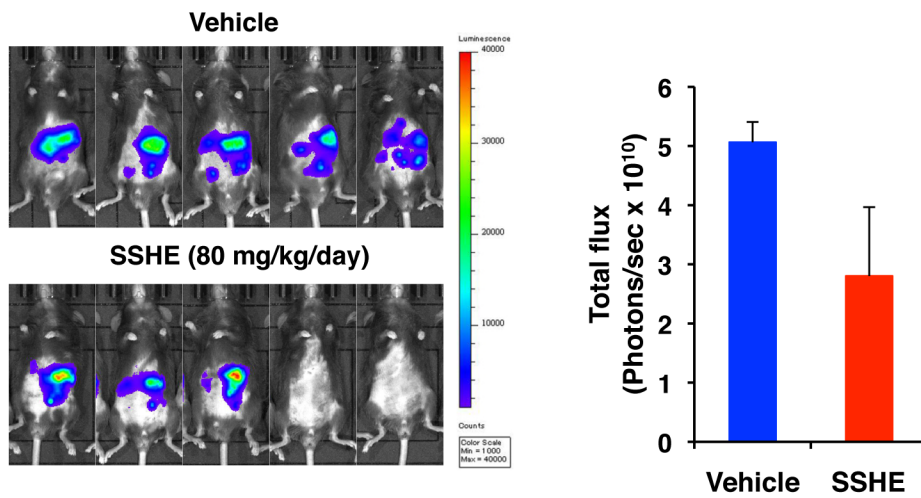 Vehicle
Luminescence
40000
30000
20000
10000
Counts
Color Scale
Min = 1000
Max = 40000
SSHE (80 mg/kg/day)
Total flux
(Photons/sec x 10¹⁰)
6
5
4
3
2
1
0
Vehicle SSHE